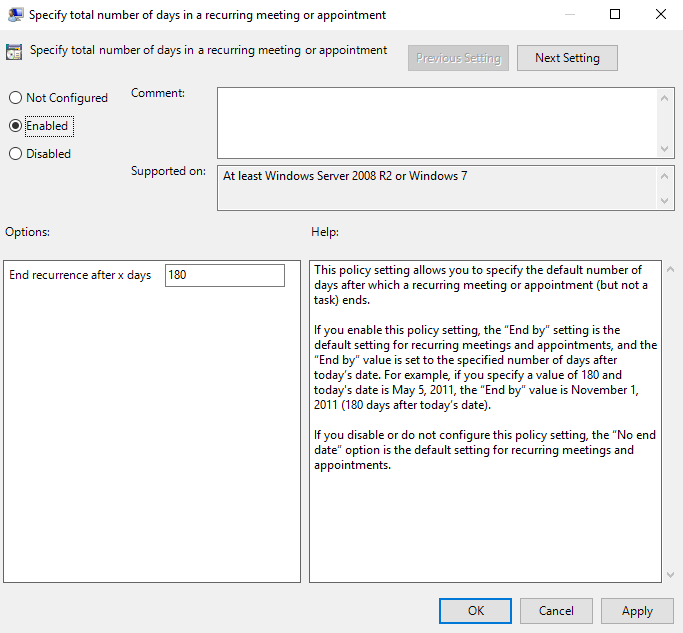 Specify total number of days in a recurring meeting or appointment
Specify total number of days in a recurring meeting or appointment
Previous Setting
Next Setting
Not Configured
Comment:
Enabled
Disabled
Supported on:
At least Windows Server 2008 R2 or Windows 7
Options:
Help:
End recurrence after x days
180
This policy setting allows you to specify the default number of
days after which a recurring meeting or appointment (but not a
task) ends.
If you enable this policy setting, the “End by” setting is the
default setting for recurring meetings and appointments, and the
“End by” value is set to the specified number of days after
today’s date. For example, if you specify a value of 180 and
today’s date is May 5, 2011, the “End by” value is November 1,
2011 (180 days after today’s date).
If you disable or do not configure this policy setting, the “No end
date” option is the default setting for recurring meetings and
appointments.
OK
Cancel
Apply